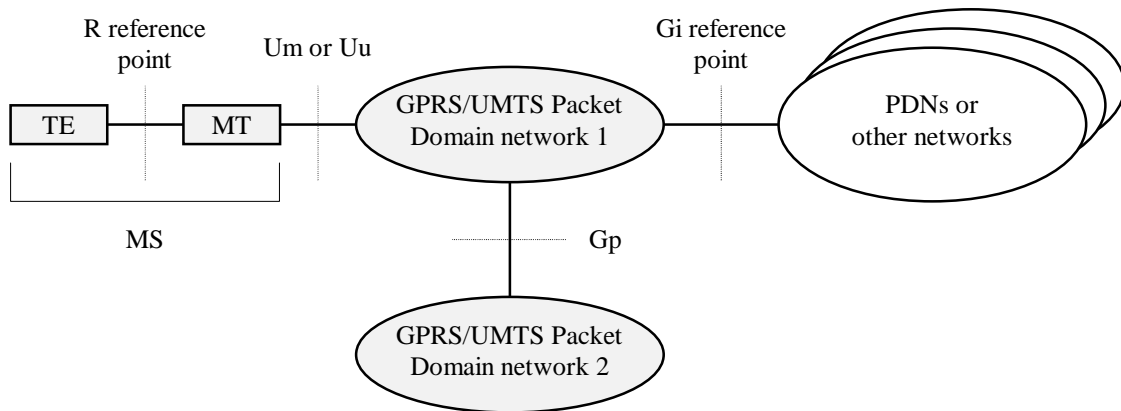 R reference
point
Um or Uu
Gi reference
point
TE
MT
GPRS/UMTS Packet
Domain network 1
PDNs or
other networks
MS
Gp
GPRS/UMTS Packet
Domain network 2